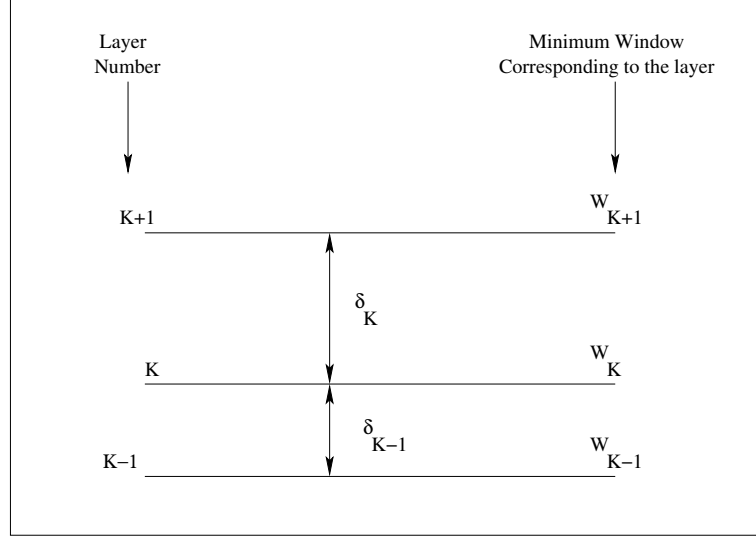 Layer
Number
Minimum Window
Corresponding to the layer
K+1
W K+1
δ K
K
W K
δ K−1
K−1
W K−1